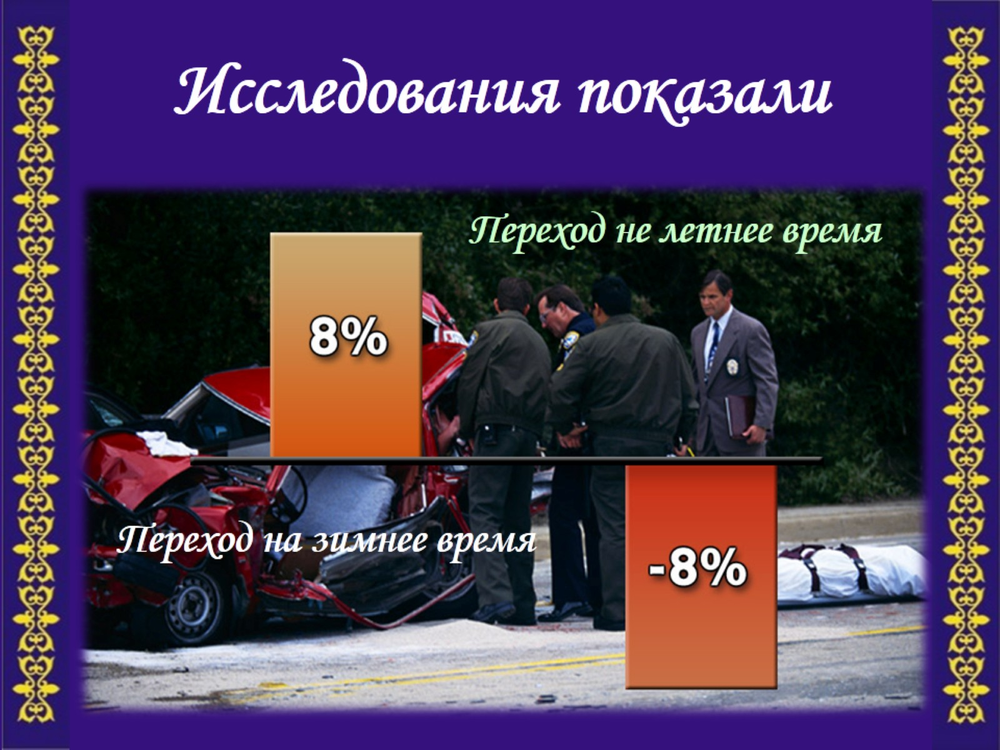 Исследования показали
Переход не летнее время
8%
Переход на зимнее время
-8%